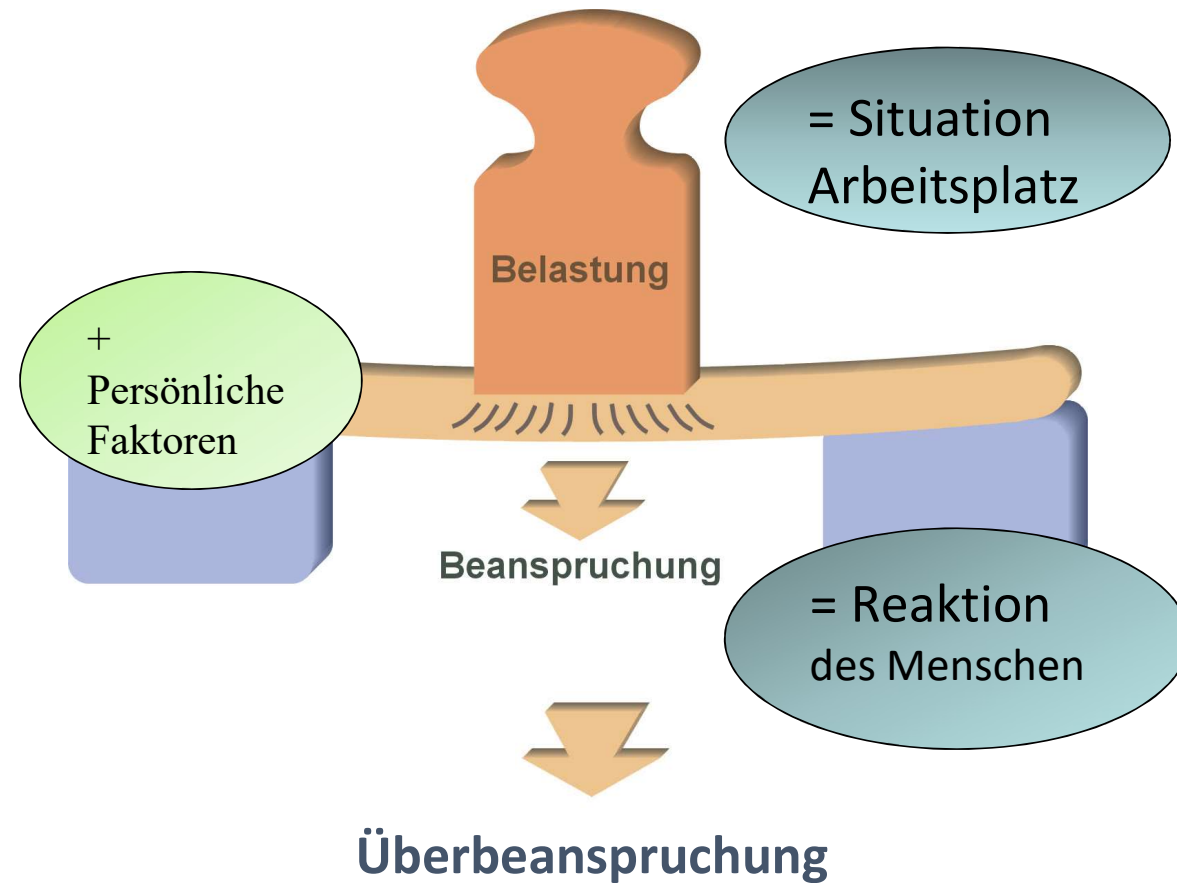 = Situation
Arbeitsplatz
Belastung
+
Persönliche
Faktoren
Beanspruchung
= Reaktion
des Menschen
Überbeanspruchung